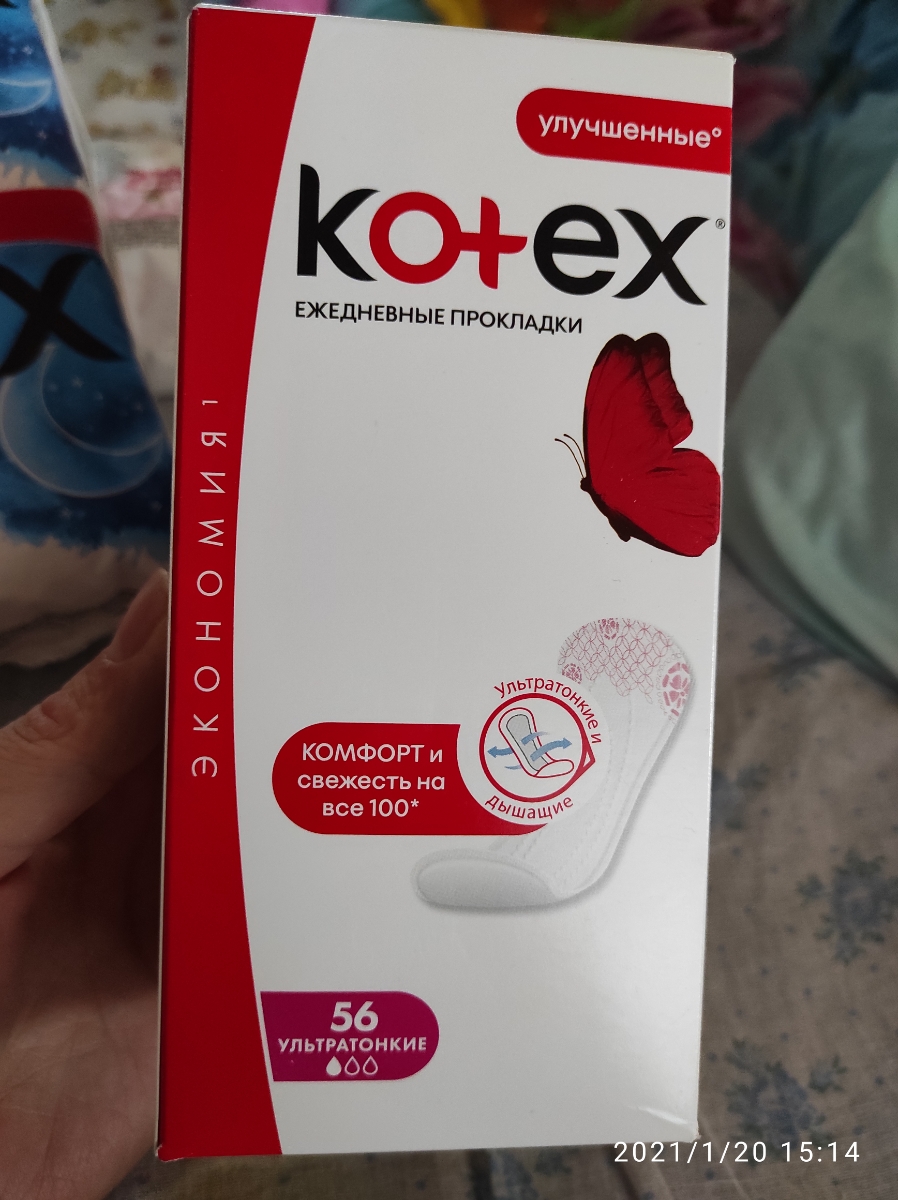 улучшенные°
kotex®
ЕЖЕДНЕВНЫЕ ПРОКЛАДКИ
ЭКОНОМИЯ¹
Ультратонкие и
дышащие
КОМФОРТ и
свежесть на
все 100*
56
УЛЬТРАТОНКИЕ
x
2021/1/20 15:14